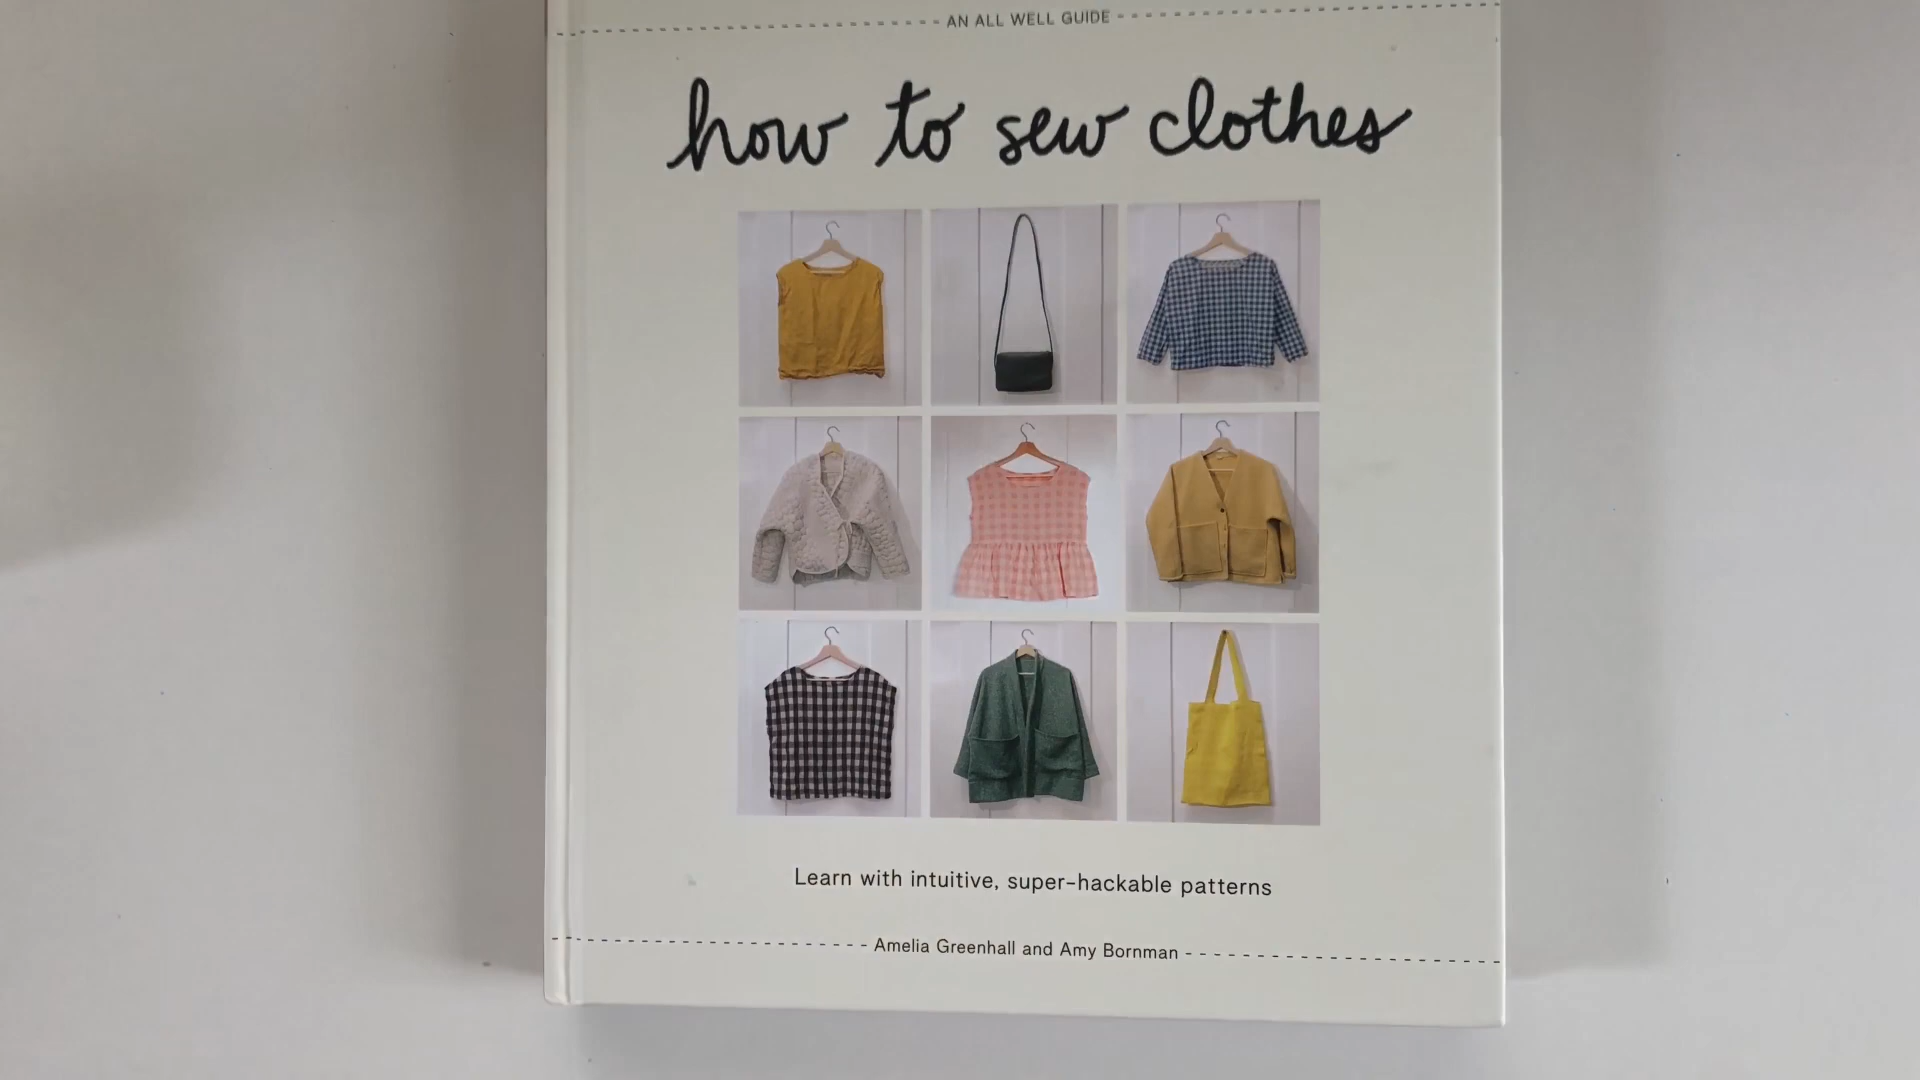 AN ALL WELL GUIDE
how to sew clothes
Learn with intuitive, super-hackable patterns
Amelia Greenhall and Amy Bornman